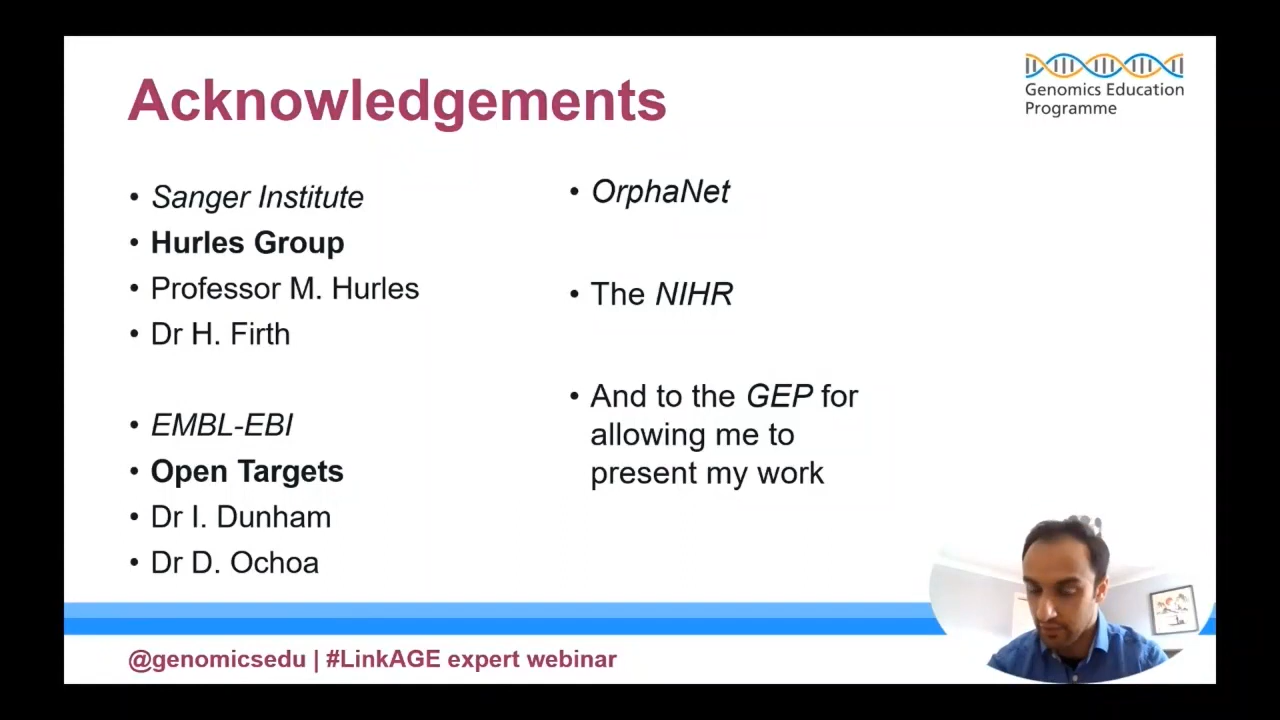 Acknowledgements
Genomics Education
Programme
• Sanger Institute
• Hurles Group
• Professor M. Hurles
• Dr H. Firth
• EMBL-EBI
• Open Targets
• Dr I. Dunham
• Dr D. Ochoa
• OrphaNet
• The NIHR
• And to the GEP for
allowing me to
present my work
@genomicsedu | #LinkAGE expert webinar